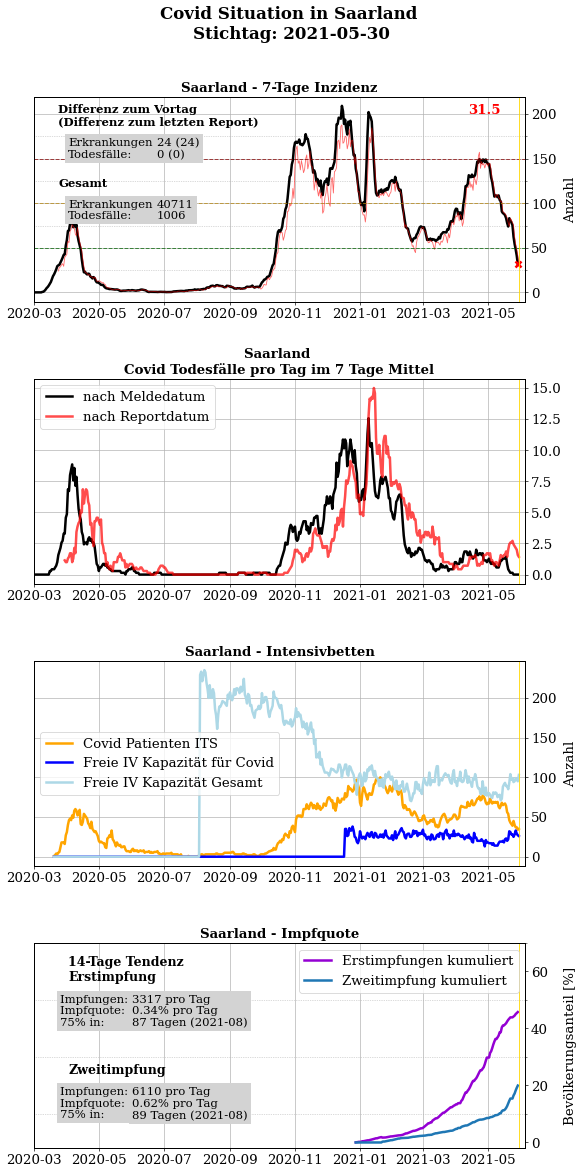 Covid Situation in Saarland
Stichtag: 2021-05-30
Saarland - 7-Tage Inzidenz
Differenz zum Vortag
(Differenz zum letzten Report)
31.5
Erkrankungen 24 (24)
Todesfälle: 0 (0)
Gesamt
Erkrankungen 40711
Todesfälle: 1006
200
150
100
50
0
Anzahl
2020-03 2020-05 2020-07 2020-09 2020-11 2021-01 2021-03 2021-05
Saarland
Covid Todesfälle pro Tag im 7 Tage Mittel
nach Meldedatum
nach Reportdatum
15.0
12.5
10.0
7.5
5.0
2.5
0.0
2020-03 2020-05 2020-07 2020-09 2020-11 2021-01 2021-03 2021-05
Saarland - Intensivbetten
Covid Patienten ITS
Freie IV Kapazität für Covid
Freie IV Kapazität Gesamt
200
150
100
50
0
Anzahl
2020-03 2020-05 2020-07 2020-09 2020-11 2021-01 2021-03 2021-05
Saarland - Impfquote
14-Tage Tendenz
Erstimpfung
Impfungen: 3317 pro Tag
Impfquote: 0.34% pro Tag
75% in: 87 Tagen (2021-08)
Zweitimpfung
Impfungen: 6110 pro Tag
Impfquote: 0.62% pro Tag
75% in: 89 Tagen (2021-08)
Erstimpfungen kumuliert
Zweitimpfung kumuliert
60
40
20
0
Bevölkerungsanteil [%]
2020-03 2020-05 2020-07 2020-09 2020-11 2021-01 2021-03 2021-05